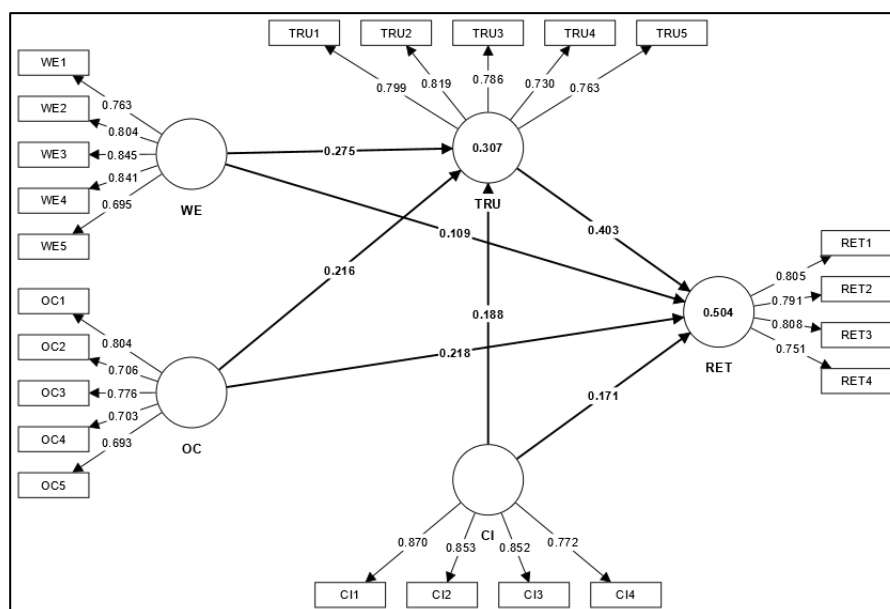 TRU1 TRU2 TRU3 TRU4 TRU5
0.799 0.819 0.786 0.730 0.763
WE1
WE2
WE3
WE4
WE5
0.763
0.804
0.845
0.841
0.695
WE
0.275
0.307
TRU
0.109
0.403
0.216
0.188
OC1
OC2
OC3
OC4
OC5
0.804
0.706
0.776
0.703
0.693
OC
0.218
0.171
0.504
RET
0.805
0.791
0.808
0.751
RET1
RET2
RET3
RET4
CI
0.870 0.853 0.852 0.772
CI1 CI2 CI3 CI4